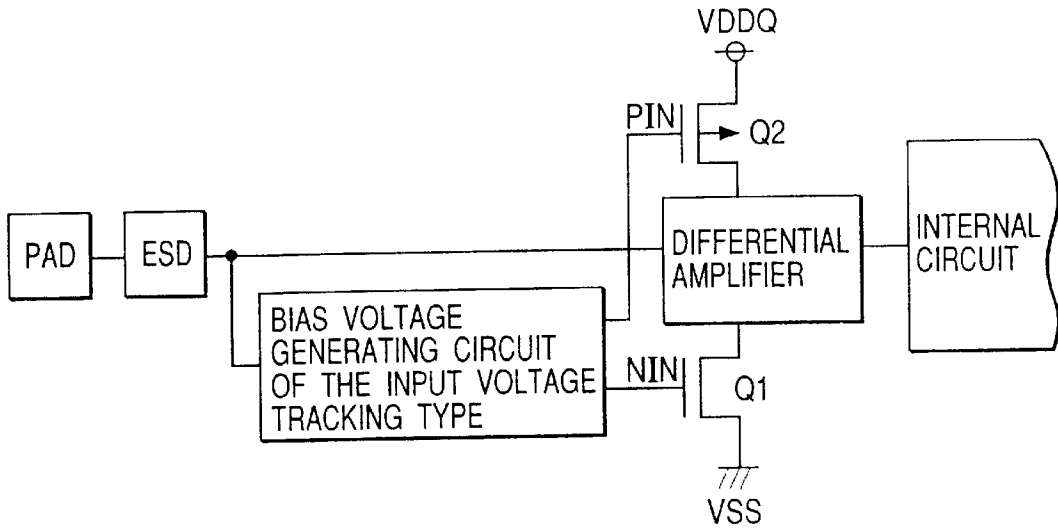 VDDQ
PIN
Q2
PAD
ESD
DIFFERENTIAL
AMPLIFIER
INTERNAL
CIRCUIT
BIAS VOLTAGE
GENERATING CIRCUIT
OF THE INPUT VOLTAGE
TRACKING TYPE
NIN
Q1
VSS